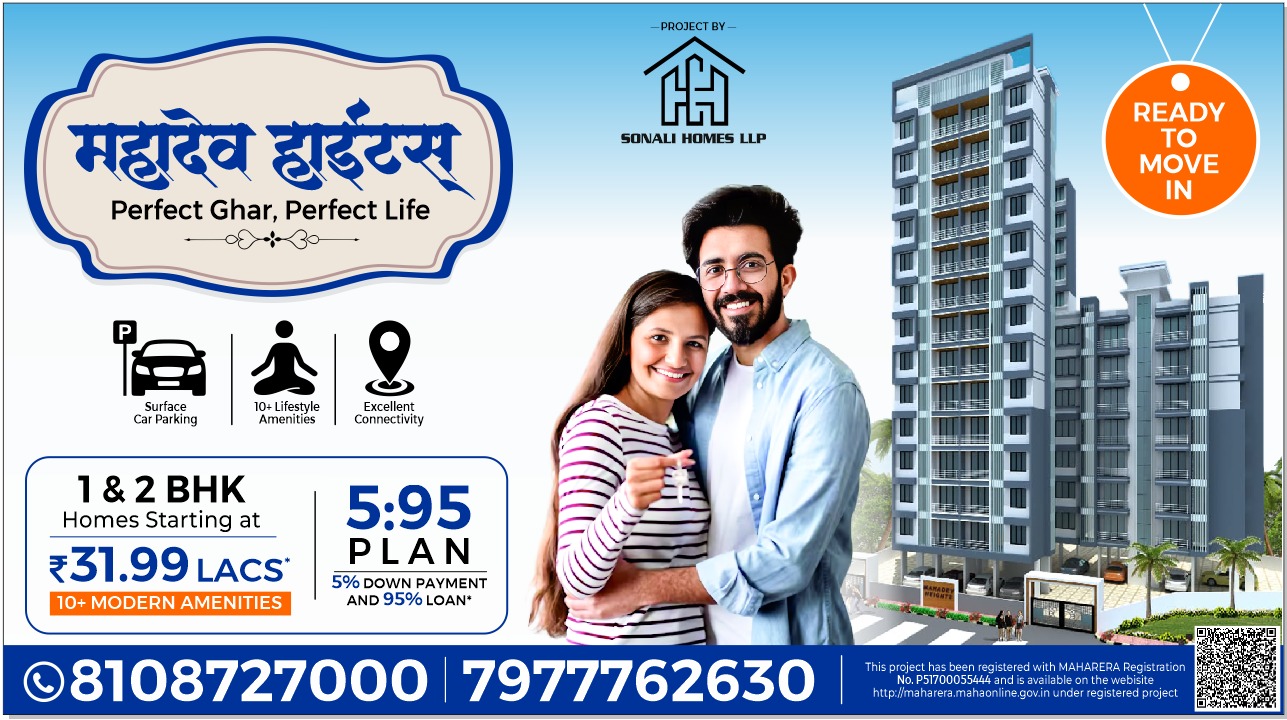 PROJECT BY
SONALI HOMES LLP
महादेव हाईटस
Perfect Ghar, Perfect Life
READY
TO
MOVE
IN
P
Surface
Car Parking
10+ Lifestyle
Amenities
Excellent
Connectivity
1 & 2 BHK
Homes Starting at
₹31.99 LACS*
10+ MODERN AMENITIES
5:95
PLAN
5% DOWN PAYMENT
AND 95% LOAN*
MAHADEV
HEIGHTS
8108727000
7977762630
This project has been registered with MAHARERA Registration
No. P51700055444 and is available on the website
http://maharera.mahaonline.gov.in under registered project